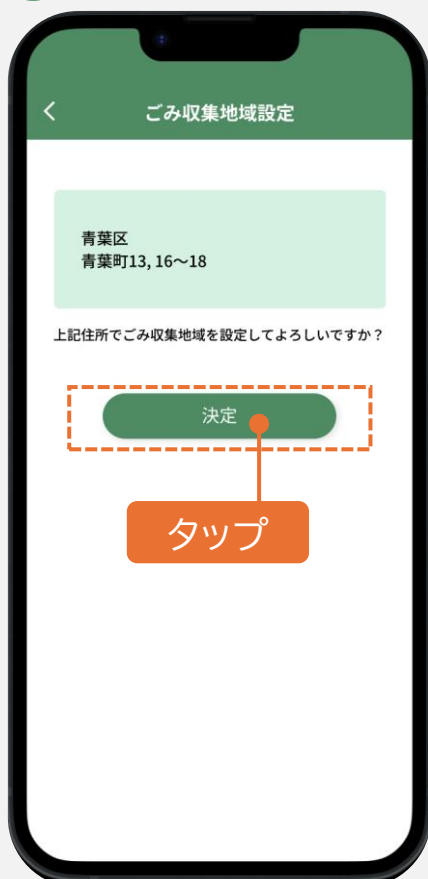 ごみ収集地域設定
青葉区
青葉町13, 16〜18
上記住所でごみ収集地域を設定してよろしいですか？
決定
タップ